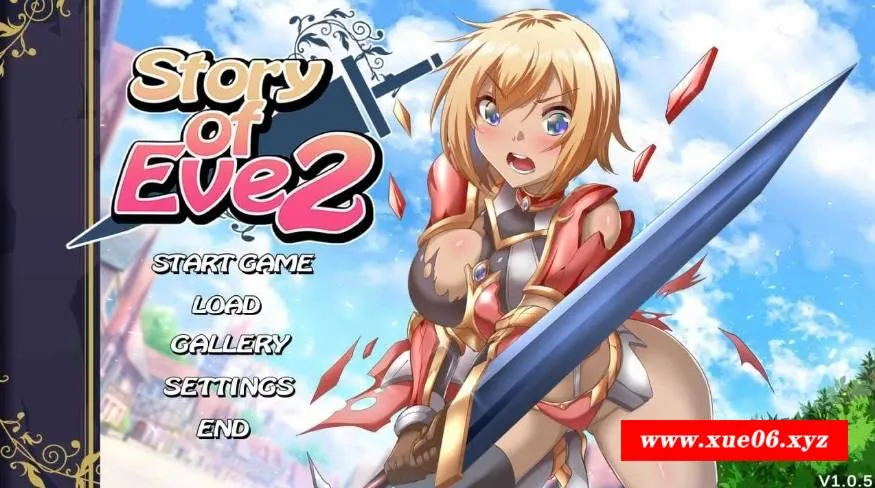 Story
of
Eve2
START GAME
LOAD
GALLERY
SETTINGS
END
www.xue06.xyz
V1.0.5